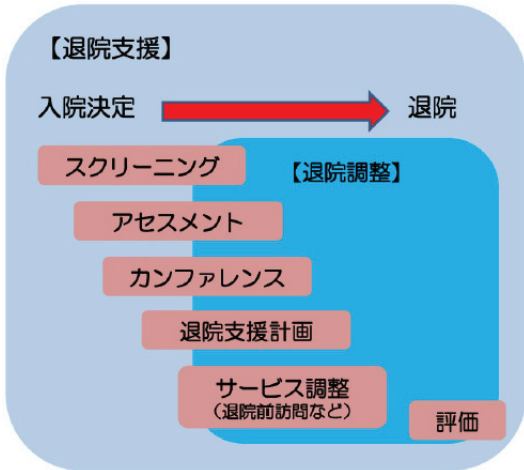 【退院支援】
入院決定
退院
スクリーニング
【退院調整】
アセスメント
カンファレンス
退院支援計画
サービス調整
（退院前訪問など）
評価